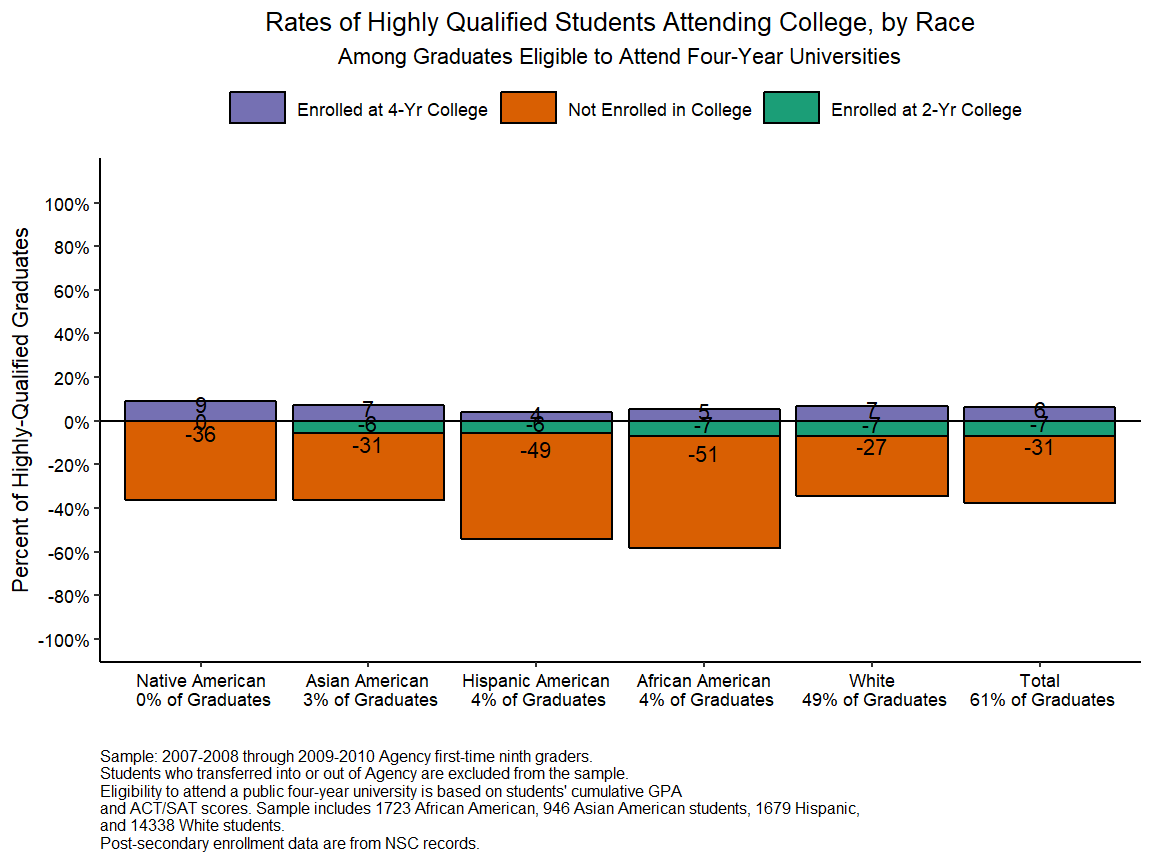 Rates of Highly Qualified Students Attending College, by Race
Among Graduates Eligible to Attend Four-Year Universities
Enrolled at 4-Yr College Not Enrolled in College Enrolled at 2-Yr College
Percent of Highly-Qualified Graduates
100%
80%
60%
40%
20%
0%
-20%
-40%
-60%
-80%
-100%
9 7 4 5 7 6
0 -6 -6 -7 -7 -7
-36 -31 -49 -51 -27 -31
Native American Asian American Hispanic American African American White Total
0% of Graduates 3% of Graduates 4% of Graduates 4% of Graduates 49% of Graduates 61% of Graduates
Sample: 2007-2008 through 2009-2010 Agency first-time ninth graders.
Students who transferred into or out of Agency are excluded from the sample.
Eligibility to attend a public four-year university is based on students' cumulative GPA
and ACT/SAT scores. Sample includes 1723 African American, 946 Asian American students, 1679 Hispanic,
and 14338 White students.
Post-secondary enrollment data are from NSC records.